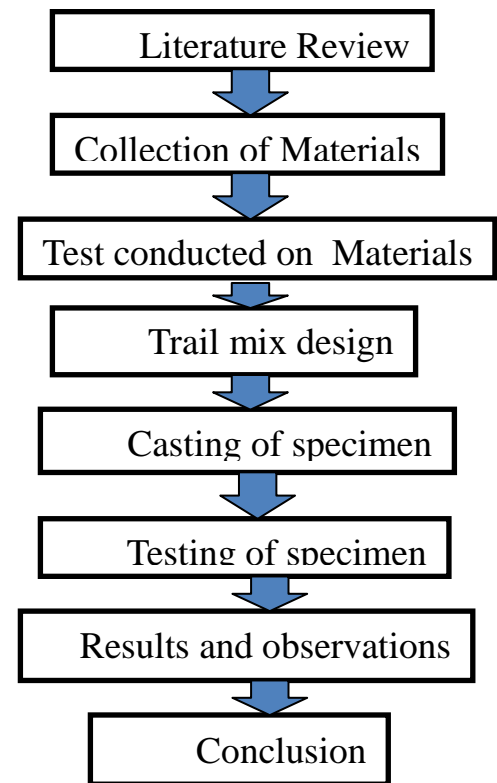 Literature Review
Collection of Materials
Test conducted on Materials
Trail mix design
Casting of specimen
Testing of specimen
Results and observations
Conclusion